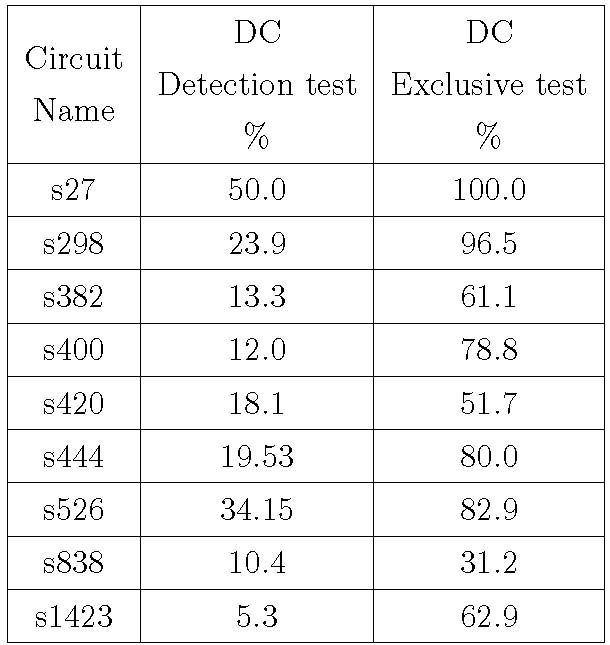 Circuit Name DC Detection test % DC Exclusive test %
s27 50.0 100.0
s298 23.9 96.5
s382 13.3 61.1
s400 12.0 78.8
s420 18.1 51.7
s444 19.53 80.0
s526 34.15 82.9
s838 10.4 31.2
s1423 5.3 62.9